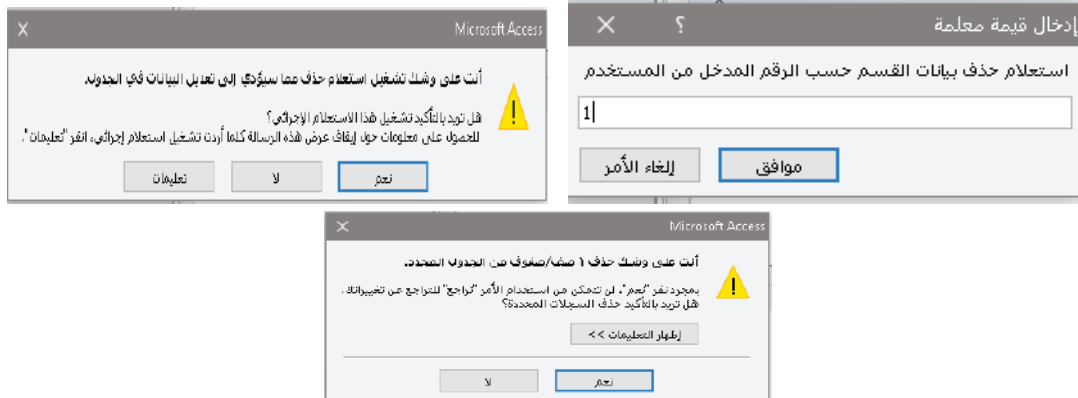 Microsoft Access
أنت على وشك تشغيل استعلام حذف مما سيؤدي إلى تعديل البيانات في الجدول.
هل تريد بالتأكيد تشغيل هذا الاستعلام الإجرائي؟
للحصول على معلومات حول إيقاف عرض هذه الرسالة كلما أردت تشغيل استعلام إجرائي، انقر "تعليمات".
نعم
لا
تعليمات
إدخال قيمة معلمة
استعلام حذف بيانات القسم حسب الرقم المدخل من المستخدم
1
موافق
إلغاء الأمر
Microsoft Access
أنت على وشك حذف 1 صف/صفوف من الجدول المحدد.
بمجرد نقر "نعم"، لن تتمكن من استخدام الأمر "تراجع" للتراجع عن تغييراتك.
هل تريد بالتأكيد حذف السجلات المحددة؟
إظهار التعليمات >>
نعم
لا